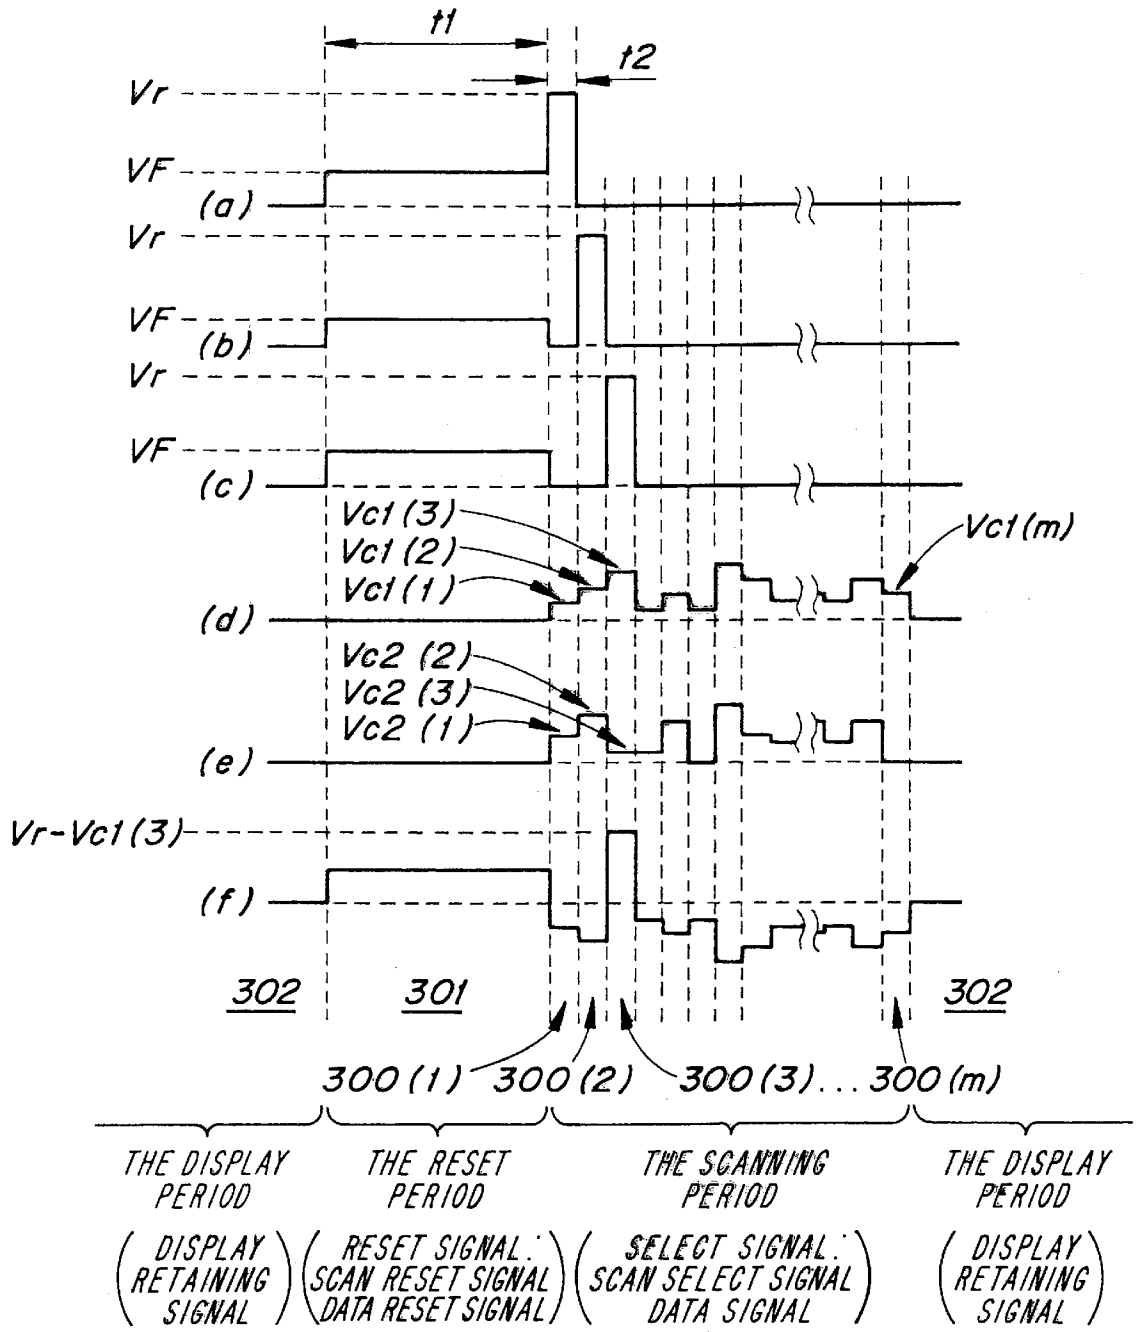 t1
t2
Vr
VF
(a)
Vr
VF
(b)
Vr
VF
(c)
Vc1(3)
Vc1(2)
Vc1(1)
Vc1(m)
(d)
Vc2(2)
Vc2(3)
Vc2(1)
(e)
Vr-Vc1(3)
(f)
302 301 302
300(1) 300(2) 300(3)...300(m)
THE DISPLAY PERIOD
THE RESET PERIOD
THE SCANNING PERIOD
THE DISPLAY PERIOD
(DISPLAY RETAINING SIGNAL)
(RESET SIGNAL: SCAN RESET SIGNAL DATA RESET SIGNAL)
(SELECT SIGNAL: SCAN SELECT SIGNAL DATA SIGNAL)
(DISPLAY RETAINING SIGNAL)